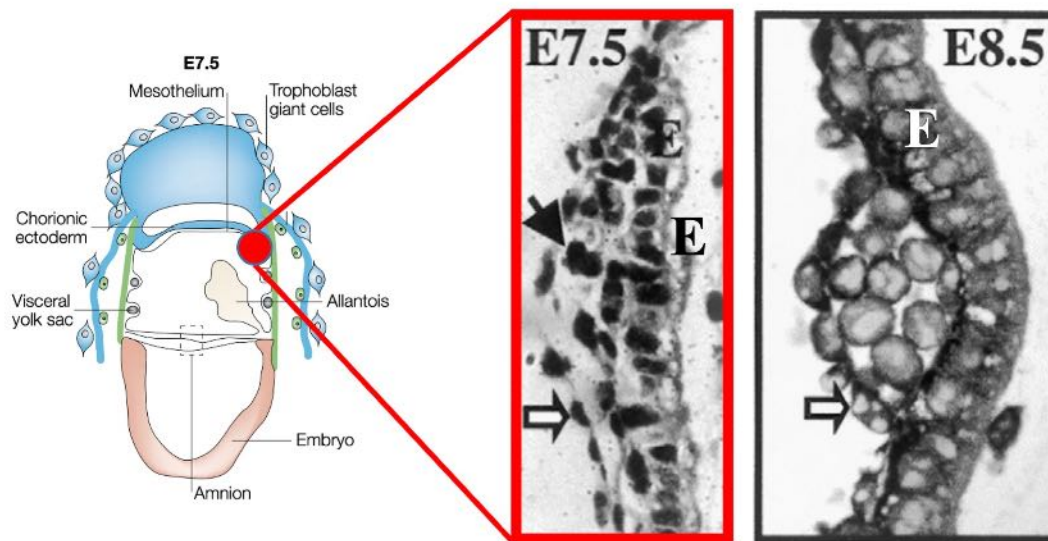 E7.5
Mesothelium
Trophoblast
giant cells
Chorionic
ectoderm
Visceral
yolk sac
Allantois
Embryo
Amnion
E7.5
E
E
E8.5
E